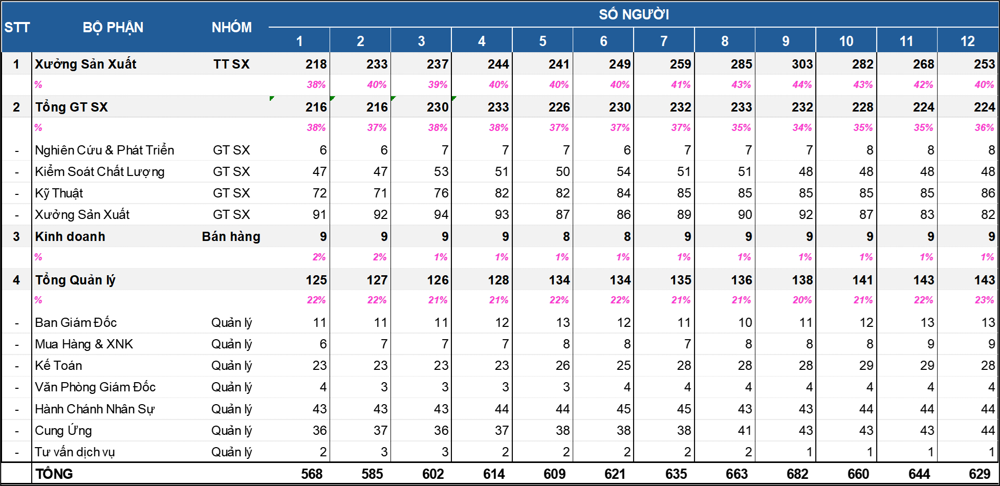 SỐ NGƯỜI
STT BỘ PHẬN NHÓM 1 2 3 4 5 6 7 8 9 10 11 12
1 Xưởng Sản Xuất TT SX 218 233 237 244 241 249 259 285 303 282 268 253
% 38% 40% 39% 40% 40% 40% 41% 43% 44% 43% 42% 40%
2 Tổng GT SX 216 216 230 233 226 230 232 233 232 228 224 224
% 38% 37% 38% 38% 37% 37% 37% 35% 34% 35% 35% 36%
- Nghiên Cứu & Phát Triển GT SX 6 6 7 7 7 6 7 7 7 8 8 8
- Kiểm Soát Chất Lượng GT SX 47 47 53 51 50 54 51 51 48 48 48 48
- Kỹ Thuật GT SX 72 71 76 82 82 84 85 85 85 85 85 86
- Xưởng Sản Xuất GT SX 91 92 94 93 87 86 89 90 92 87 83 82
3 Kinh doanh Bán hàng 9 9 9 9 8 8 9 9 9 9 9 9
% 2% 2% 1% 1% 1% 1% 1% 1% 1% 1% 1% 1%
4 Tổng Quản lý 125 127 126 128 134 134 135 136 138 141 143 143
% 22% 22% 21% 21% 22% 22% 21% 21% 20% 21% 22% 23%
- Ban Giám Đốc Quản lý 11 11 11 12 13 12 11 10 11 12 13 13
- Mua Hàng & XNK Quản lý 6 7 7 7 8 8 7 8 8 8 9 9
- Kế Toán Quản lý 23 23 23 23 26 25 28 28 28 29 29 28
- Văn Phòng Giám Đốc Quản lý 4 3 3 3 3 4 4 4 4 4 4 4
- Hành Chánh Nhân Sự Quản lý 43 43 43 44 44 45 45 43 43 44 44 44
- Cung Ứng Quản lý 36 37 36 37 38 38 38 41 43 43 43 44
- Tư vấn dịch vụ Quản lý 2 3 3 2 2 2 2 2 1 1 1 1
TỔNG 568 585 602 614 609 621 635 663 682 660 644 629